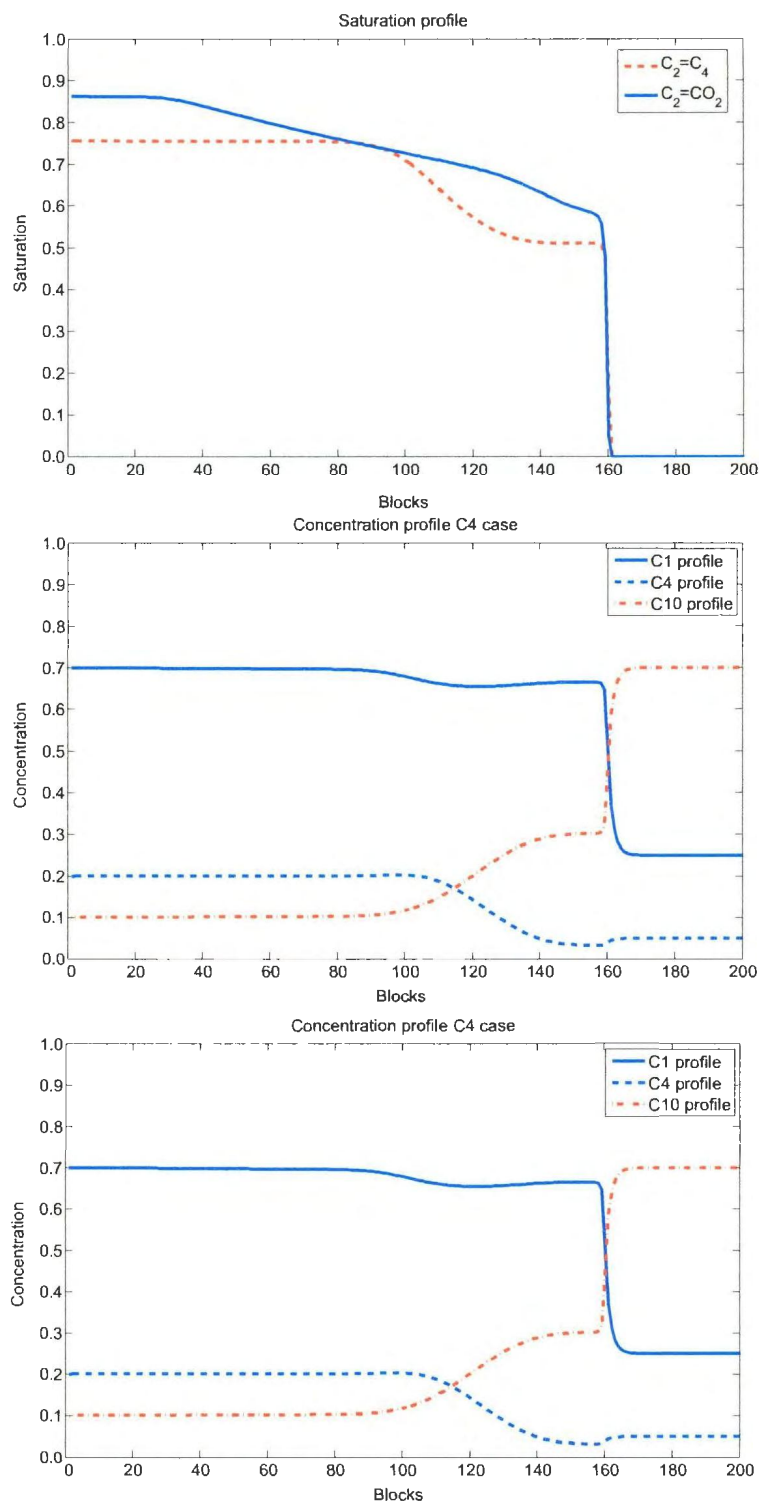 Saturation profile
1.0
0.9
0.8
0.7
0.6
0.5
0.4
0.3
0.2
0.1
0.0
Saturation
C2=C4
C2=CO2
0 20 40 60 80 100 120 140 160 180 200
Blocks
Concentration profile C4 case
1.0
0.9
0.8
0.7
0.6
0.5
0.4
0.3
0.2
0.1
0.0
Concentration
C1 profile
C4 profile
C10 profile
0 20 40 60 80 100 120 140 160 180 200
Blocks
Concentration profile C4 case
1.0
0.9
0.8
0.7
0.6
0.5
0.4
0.3
0.2
0.1
0.0
Concentration
C1 profile
C4 profile
C10 profile
0 20 40 60 80 100 120 140 160 180 200
Blocks